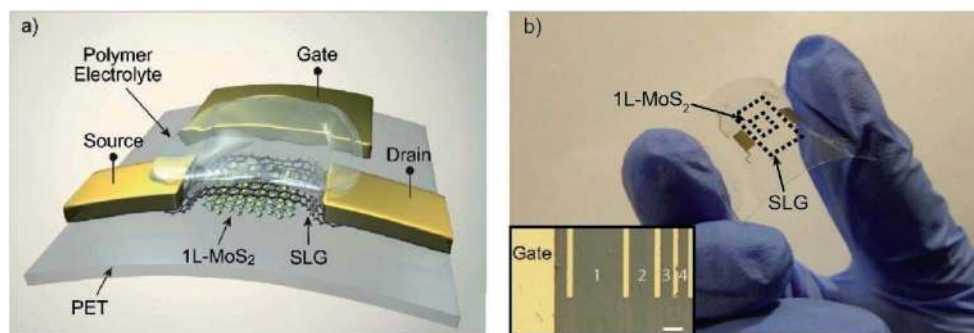 a)
Polymer
Electrolyte
Gate
Source
Drain
1L-MoS₂
SLG
PET
b)
1L-MoS₂
SLG
Gate
1
2
3
4